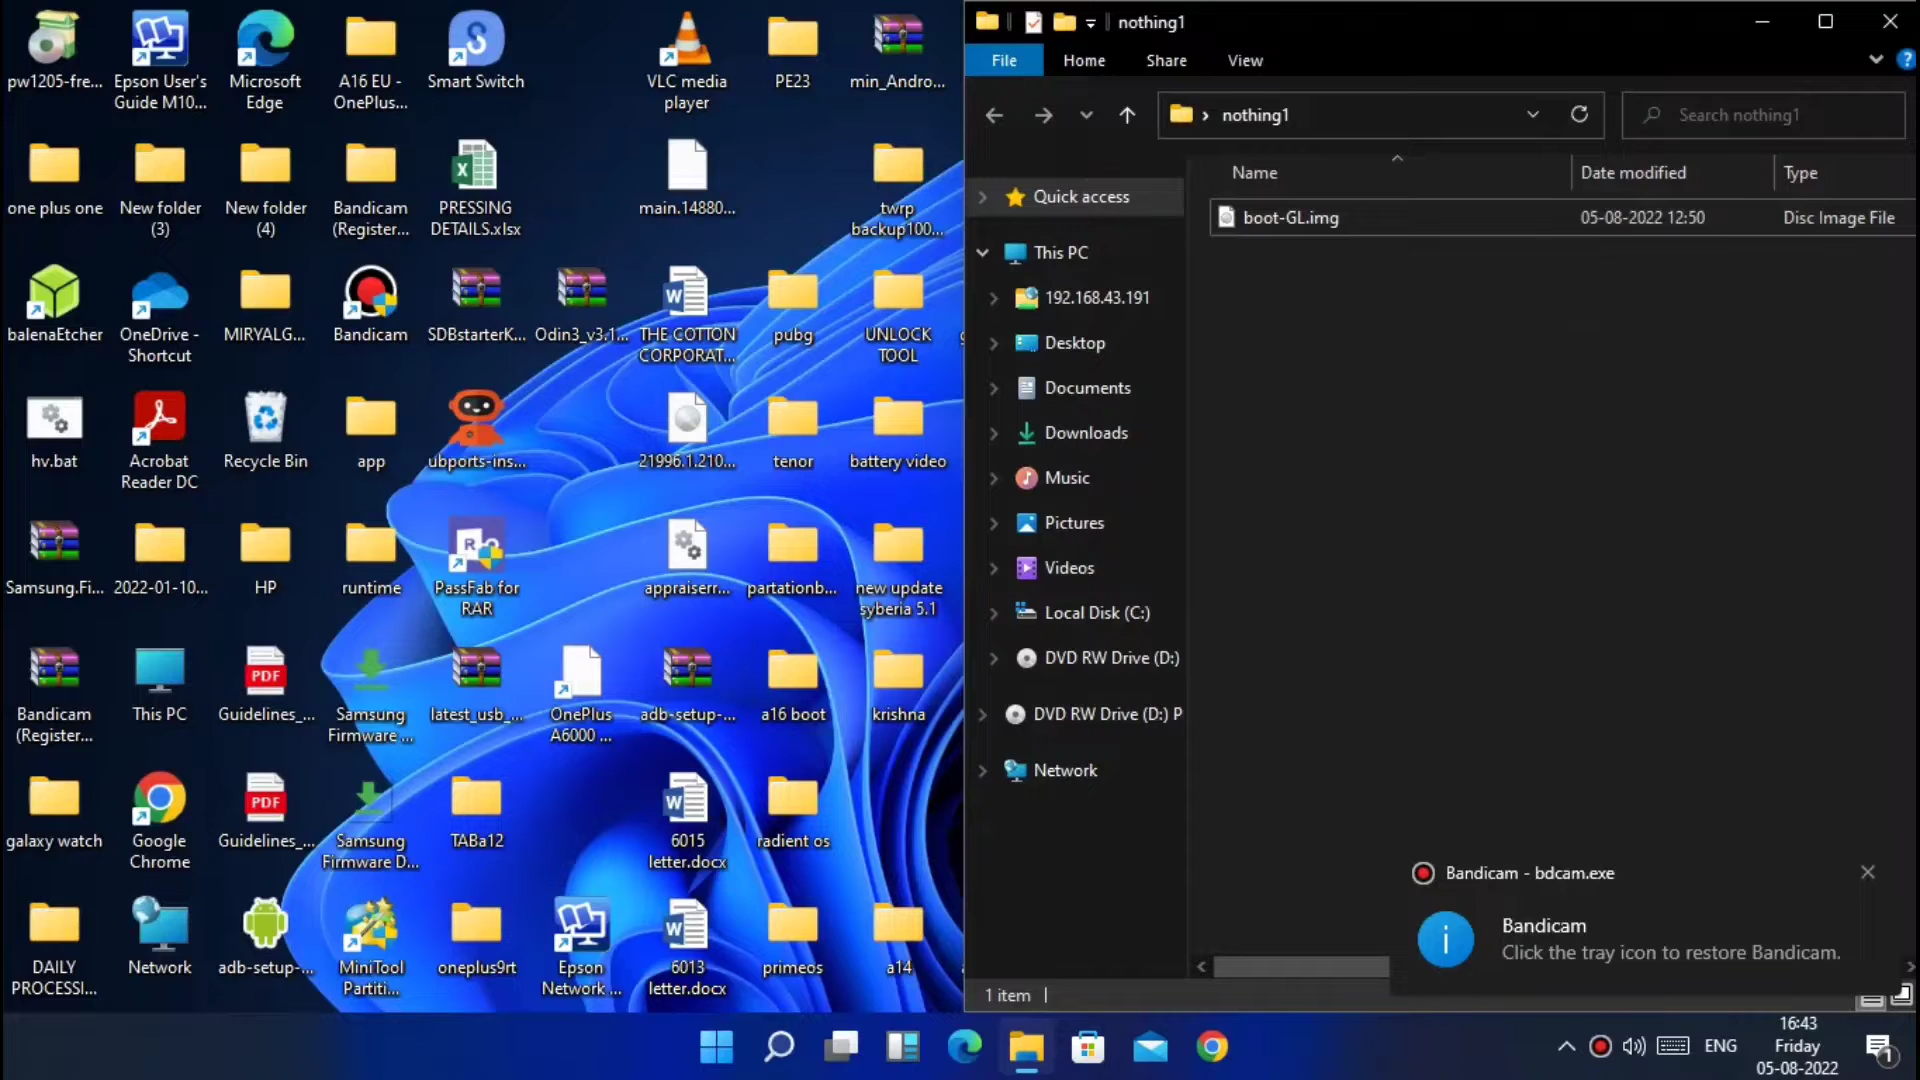 pw1205-fre...
Epson User's
Guide M10...
Microsoft
Edge
A16 EU -
OnePlus...
Smart Switch
VLC media
player
PE23
min_Andro...
one plus one
New folder
(3)
New folder
(4)
Bandicam
(Register...
PRESSING
DETAILS.xlsx
main.14880...
twrp
backup100...
balenaEtcher
OneDrive -
Shortcut
MIRYALG...
Bandicam
SDBstarterK...
Odin3_v3.1...
THE COTTON
CORPORAT...
pubg
UNLOCK
TOOL
hv.bat
Acrobat
Reader DC
Recycle Bin
app
ubports-ins...
21996.1.210...
tenor
battery video
Samsung.Fi...
2022-01-10...
HP
runtime
PassFab for
RAR
appraiserr...
partationb...
new update
syberia 5.1
Bandicam
(Register...
This PC
PDF
Guidelines_...
Samsung
Firmware ...
latest_usb_...
OnePlus
A6000 ...
adb-setup-...
a16 boot
krishna
galaxy watch
Google
Chrome
PDF
Guidelines_...
Samsung
Firmware D...
TABa12
6015
letter.docx
radient os
DAILY
PROCESSI...
Network
adb-setup-...
MiniTool
Partiti...
oneplus9rt
Epson
Network ...
6013
letter.docx
primeos
a14
nothing1
File
Home
Share
View
nothing1
Search nothing1
Name
Date modified
Type
boot-GL.img
05-08-2022 12:50
Disc Image File
Quick access
This PC
192.168.43.191
Desktop
Documents
Downloads
Music
Pictures
Videos
Local Disk (C:)
DVD RW Drive (D:)
DVD RW Drive (D:) P
Network
Bandicam - bdcam.exe
Bandicam
Click the tray icon to restore Bandicam.
1 item
ENG
16:43
Friday
05-08-2022
1